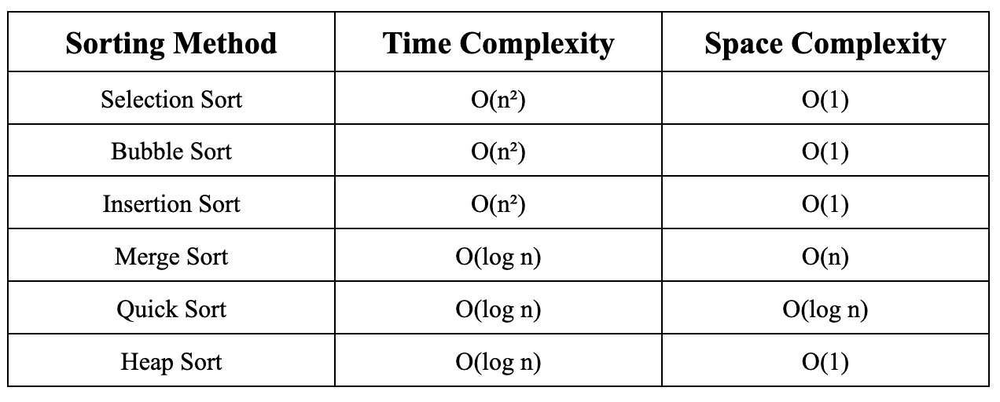 Sorting Method Time Complexity Space Complexity
Selection Sort O(n²) O(1)
Bubble Sort O(n²) O(1)
Insertion Sort O(n²) O(1)
Merge Sort O(log n) O(n)
Quick Sort O(log n) O(log n)
Heap Sort O(log n) O(1)